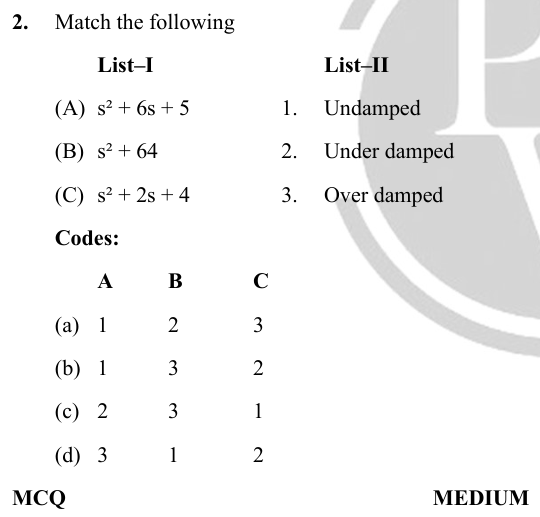 2. Match the following
List–I List–II
(A) s² + 6s + 5 1. Undamped
(B) s² + 64 2. Under damped
(C) s² + 2s + 4 3. Over damped
Codes:
A B C
(a) 1 2 3
(b) 1 3 2
(c) 2 3 1
(d) 3 1 2
MCQ MEDIUM